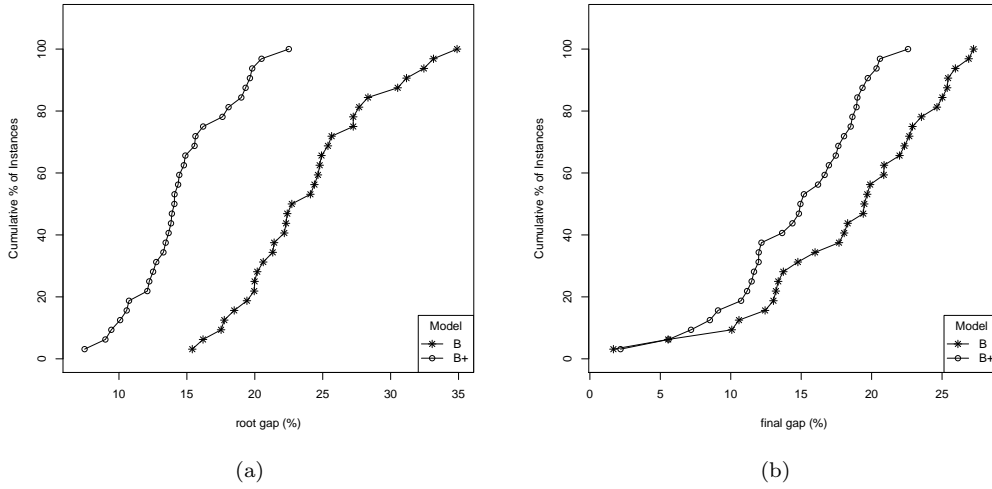 Cumulative % of Instances
100
80
60
40
20
0
10
15
20
25
30
35
root gap (%)
Model
B
B+
(a)
Cumulative % of Instances
100
80
60
40
20
0
0
5
10
15
20
25
final gap (%)
Model
B
B+
(b)